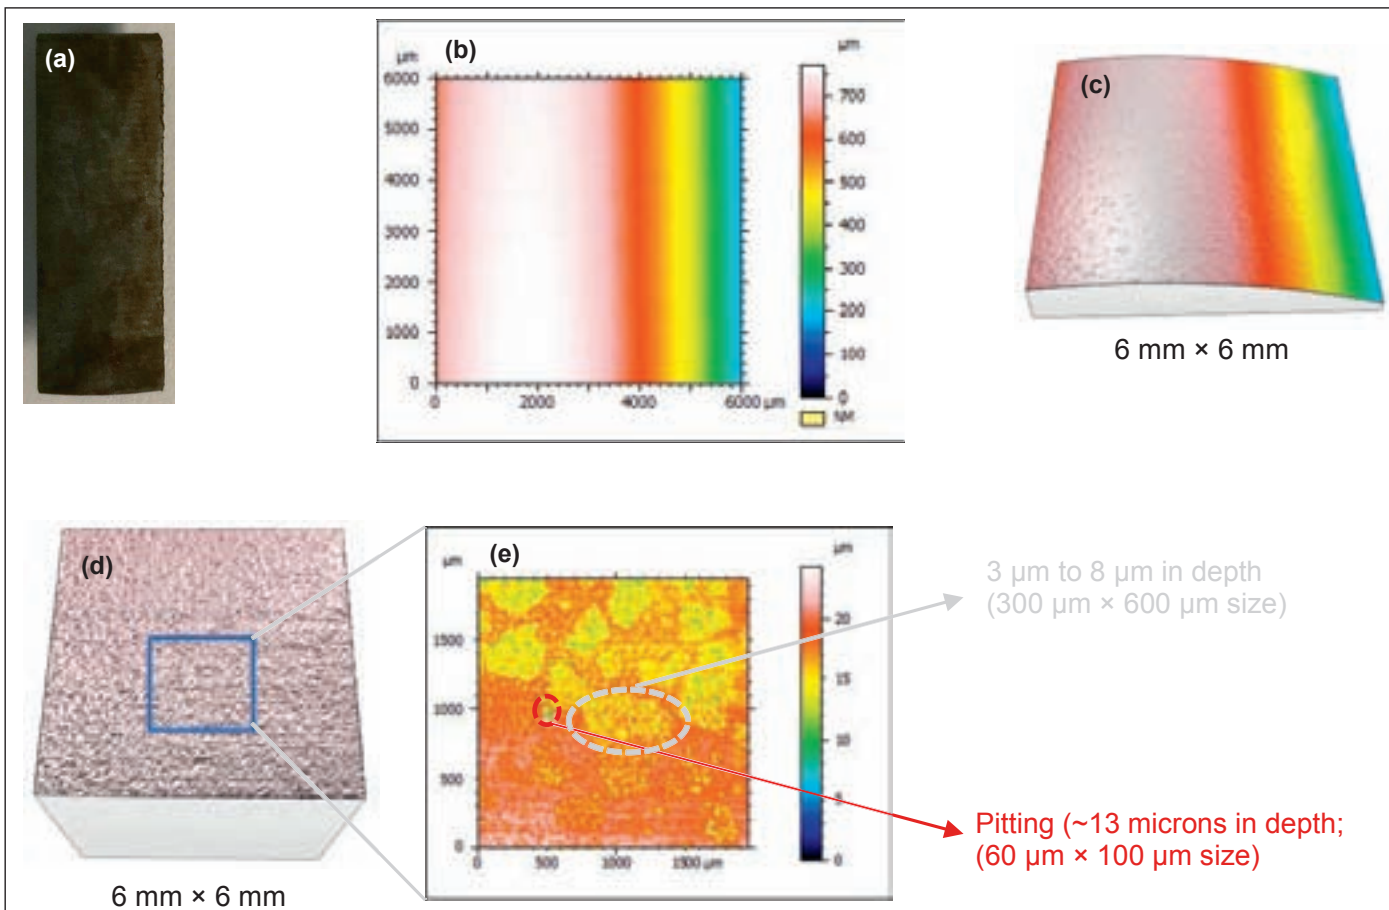 (a)
(b)
µm
6000
5000
4000
3000
2000
1000
0
0
2000
4000
6000 µm
µm
700
600
500
400
300
200
100
0
NM
(c)
6 mm × 6 mm
(d)
6 mm × 6 mm
(e)
µm
1500
1000
500
0
0
500
1000
1500 µm
µm
20
15
10
5
0
3 µm to 8 µm in depth
(300 µm × 600 µm size)
Pitting (~13 microns in depth;
(60 µm × 100 µm size)